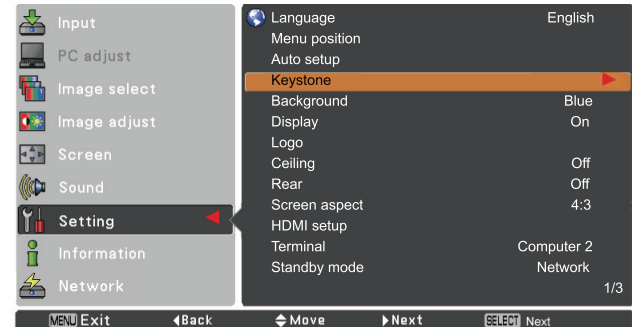 Input
PC adjust
Image select
Image adjust
Screen
Sound
Setting
Information
Network
Language English
Menu position
Auto setup
Keystone
Background Blue
Display On
Logo
Ceiling Off
Rear Off
Screen aspect 4:3
HDMI setup
Terminal Computer 2
Standby mode Network
1/3
MENU Exit Back Move Next SELECT Next